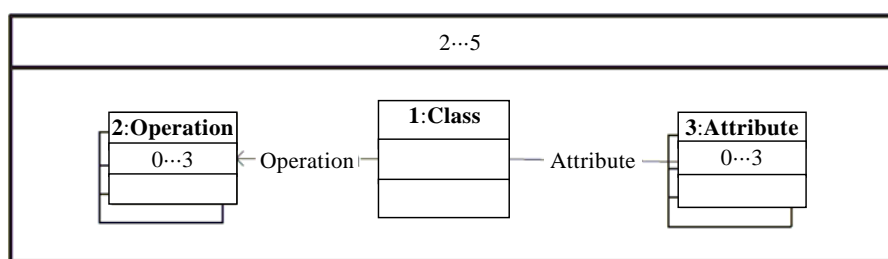 2···5
2:Operation
0···3
Operation
1:Class
Attribute
3:Attribute
0···3